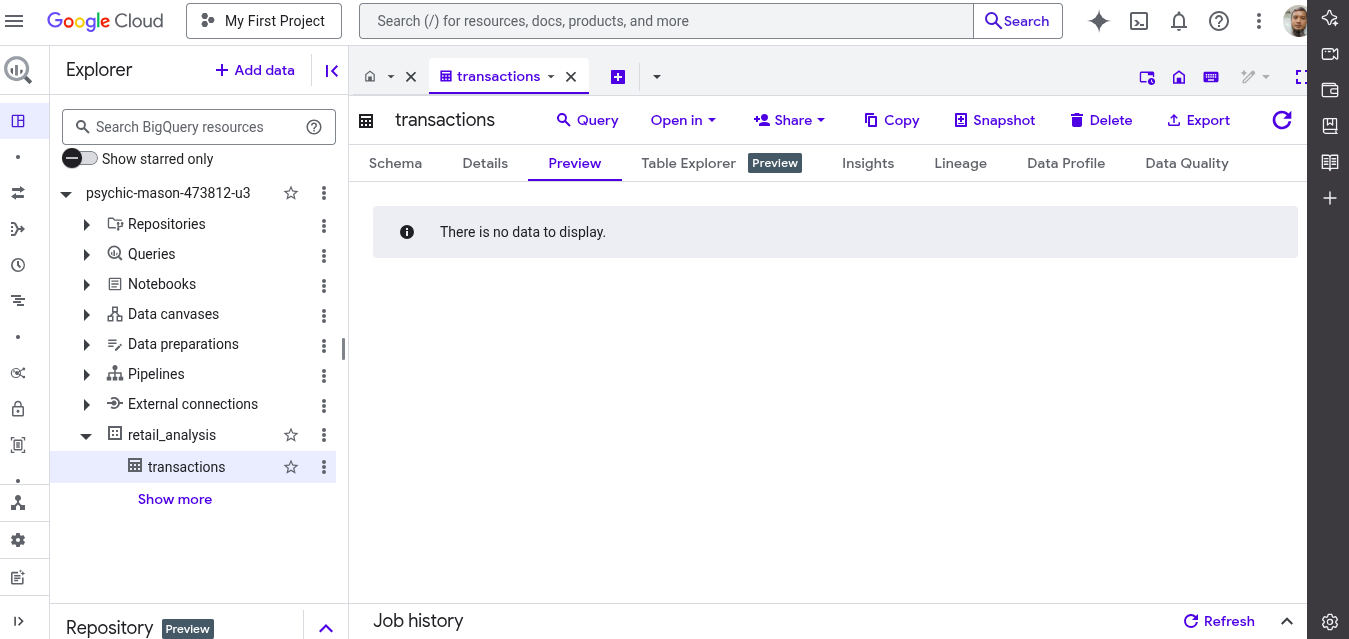 Google Cloud
My First Project
Search (/) for resources, docs, products, and more
Search
Explorer
Add data
Search BigQuery resources
Show starred only
psychic-mason-473812-u3
Repositories
Queries
Notebooks
Data canvases
Data preparations
Pipelines
External connections
retail_analysis
transactions
Show more
Repository
Preview
transactions
transactions
Query
Open in
Share
Copy
Snapshot
Delete
Export
Schema
Details
Preview
Table Explorer
Preview
Insights
Lineage
Data Profile
Data Quality
There is no data to display.
Job history
Refresh